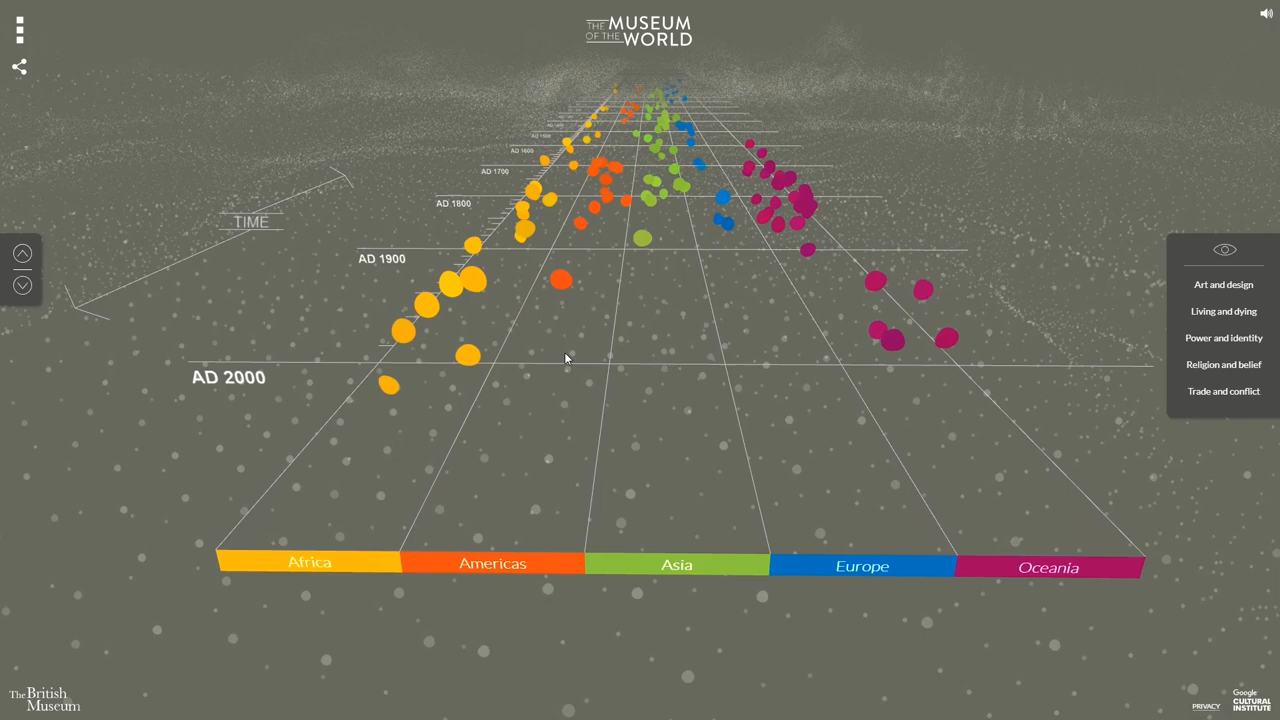 THE MUSEUM
OF THE WORLD
AD 1600
AD 1700
AD 1800
TIME
AD 1900
AD 2000
Art and design
Living and dying
Power and identity
Religion and belief
Trade and conflict
Africa
Americas
Asia
Europe
Oceania
The British
Museum
PRIVACY
Google
CULTURAL
INSTITUTE